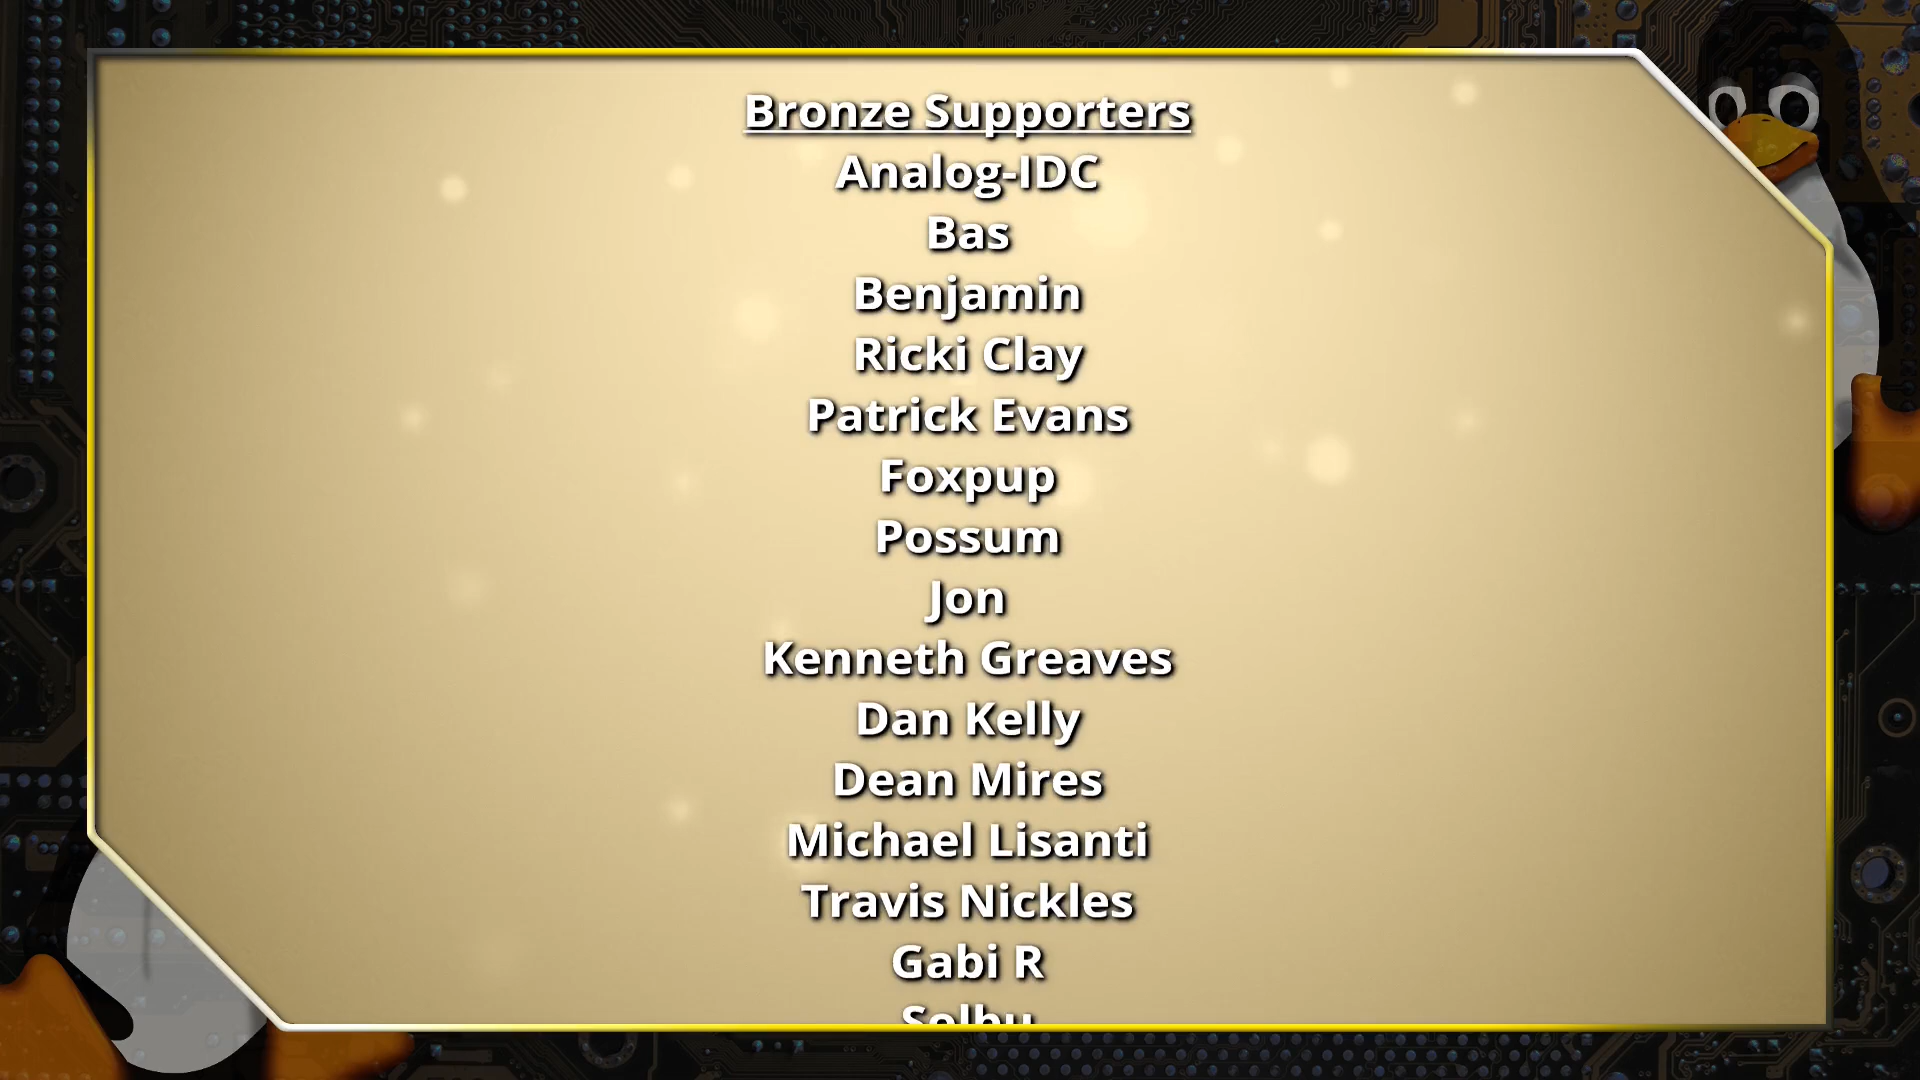 Bronze Supporters
Analog-IDC
Bas
Benjamin
Ricki Clay
Patrick Evans
Foxpup
Possum
Jon
Kenneth Greaves
Dan Kelly
Dean Mires
Michael Lisanti
Travis Nickles
Gabi R